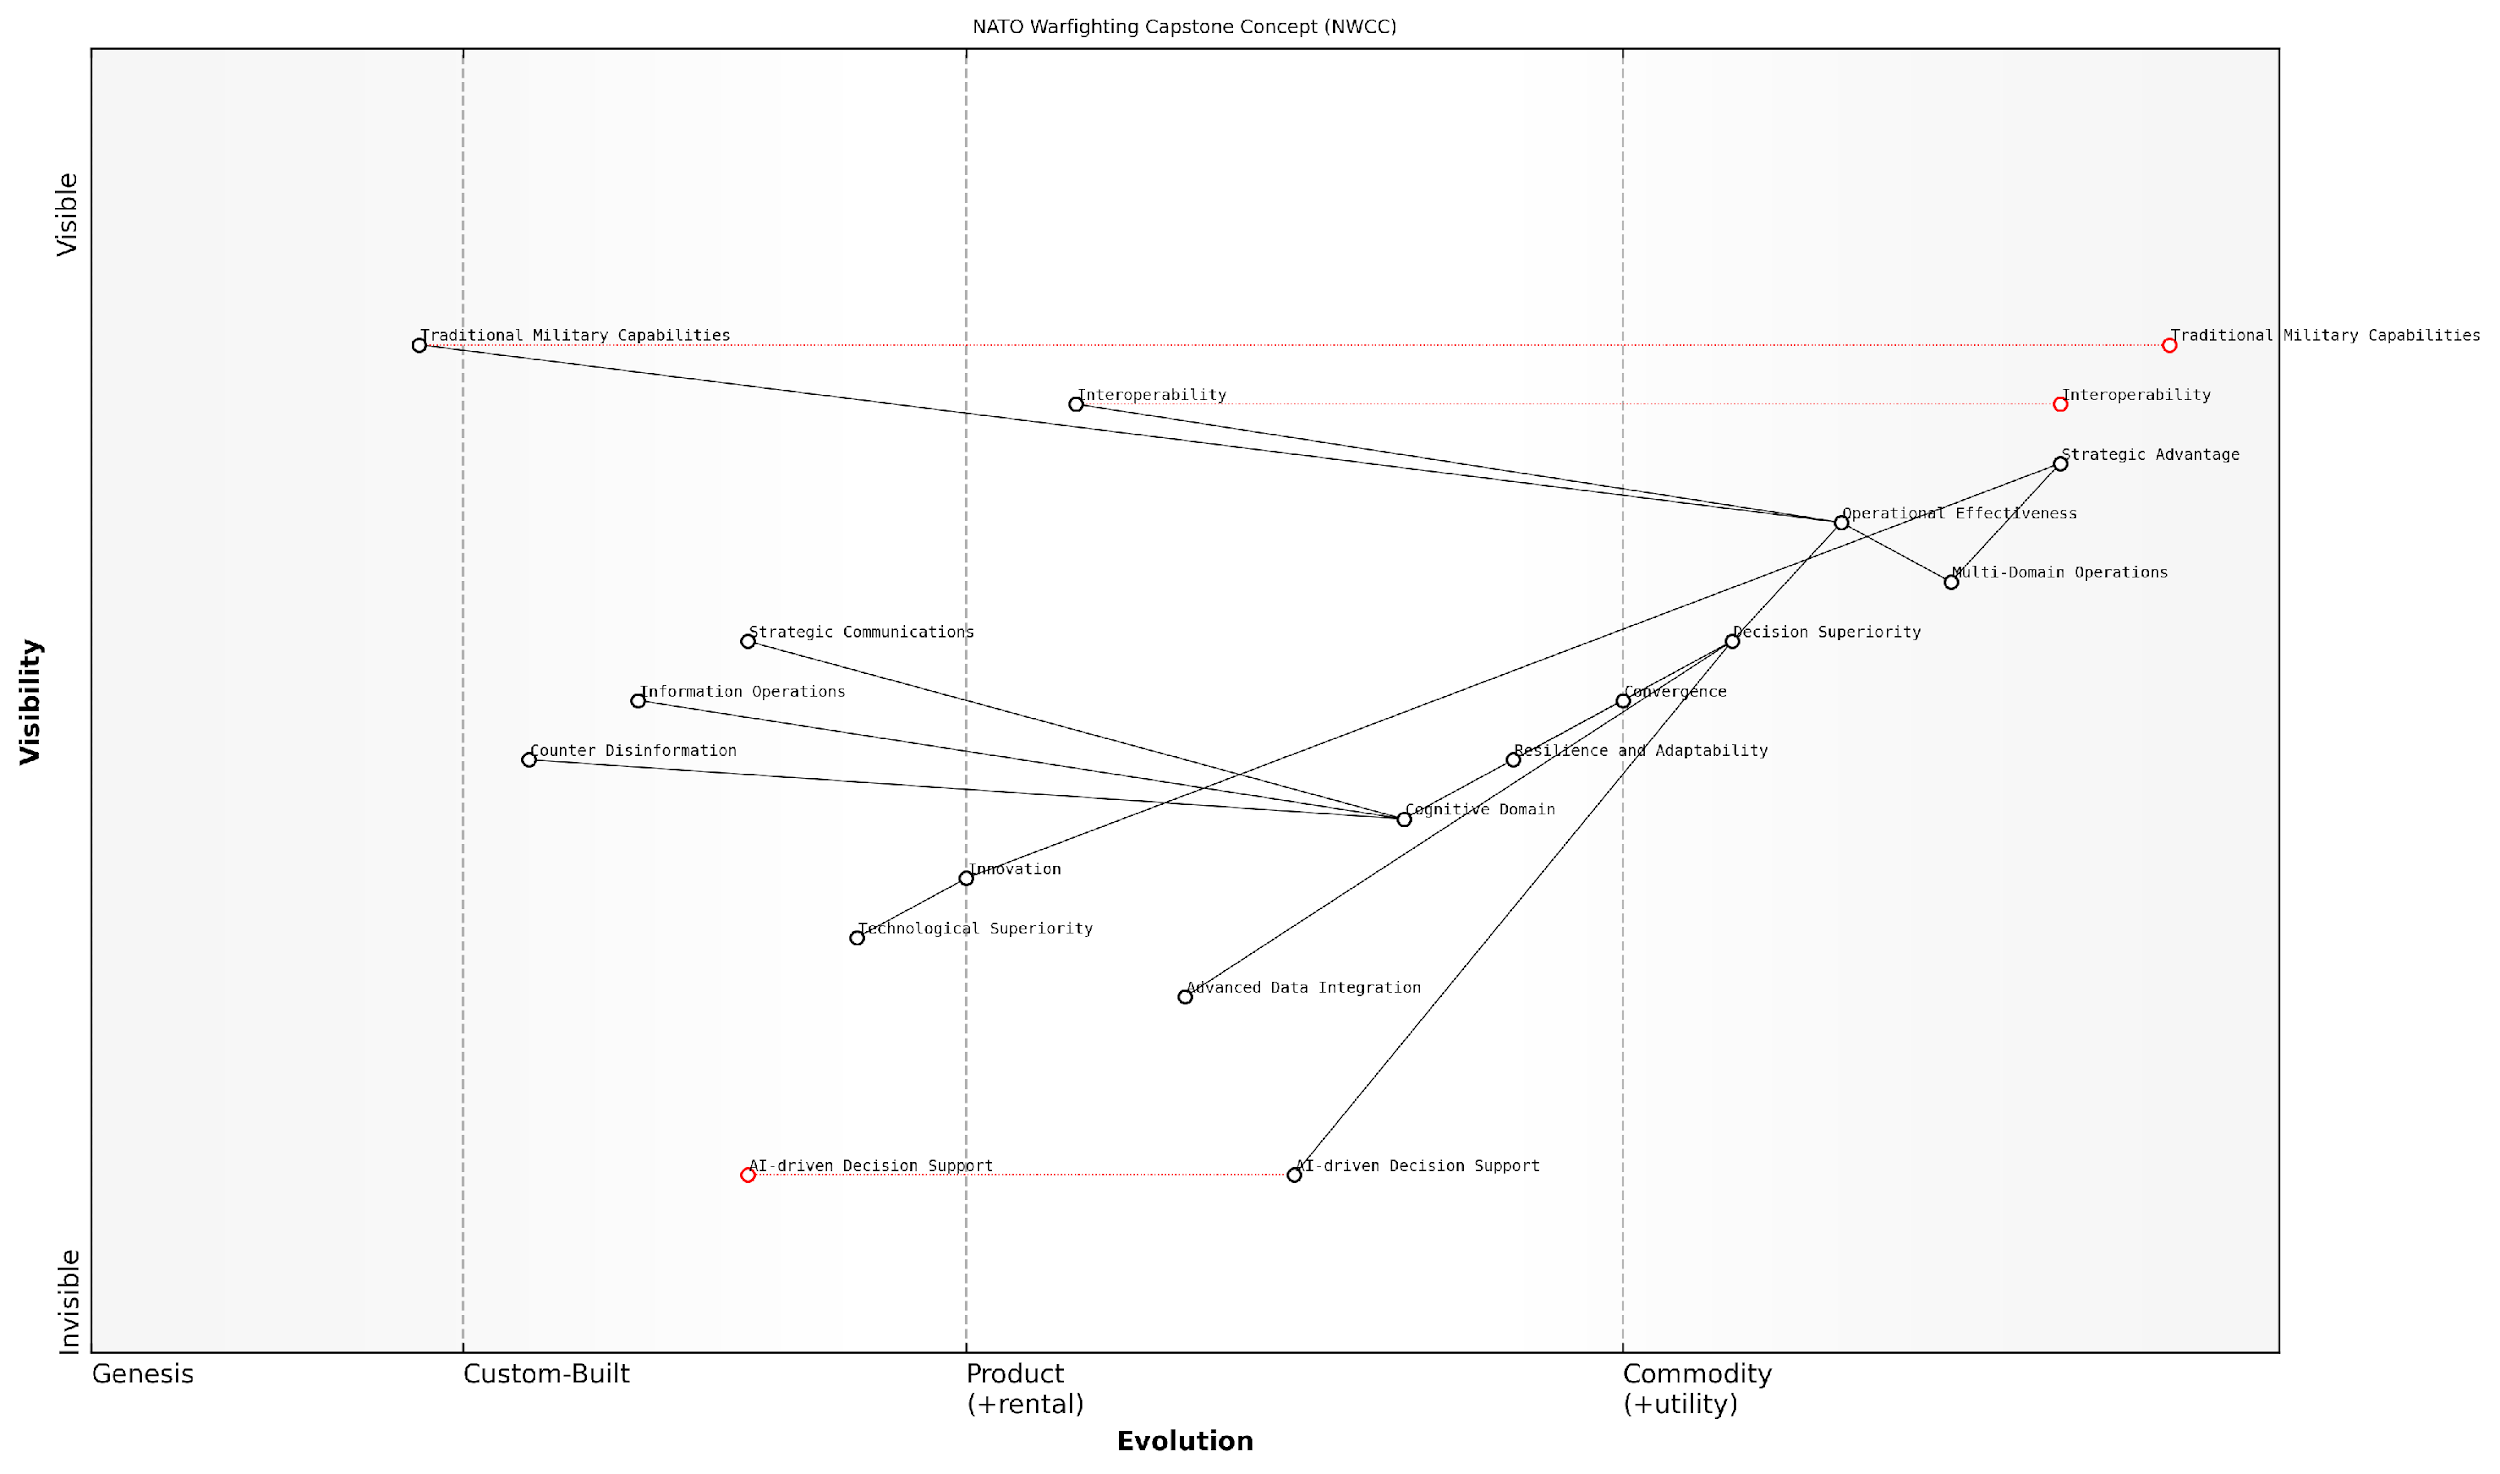 NATO Warfighting Capstone Concept (NWCC)
Visible
Traditional Military Capabilities
Traditional Military Capabilities
Interoperability
Interoperability
Strategic Advantage
Operational Effectiveness
Multi-Domain Operations
Strategic Communications
Decision Superiority
Information Operations
Convergence
Visibility
Counter Disinformation
Resilience and Adaptability
Cognitive Domain
Innovation
Technological Superiority
Advanced Data Integration
AI-driven Decision Support
AI-driven Decision Support
Invisible
Genesis
Custom-Built
Product
(+rental)
Commodity
(+utility)
Evolution